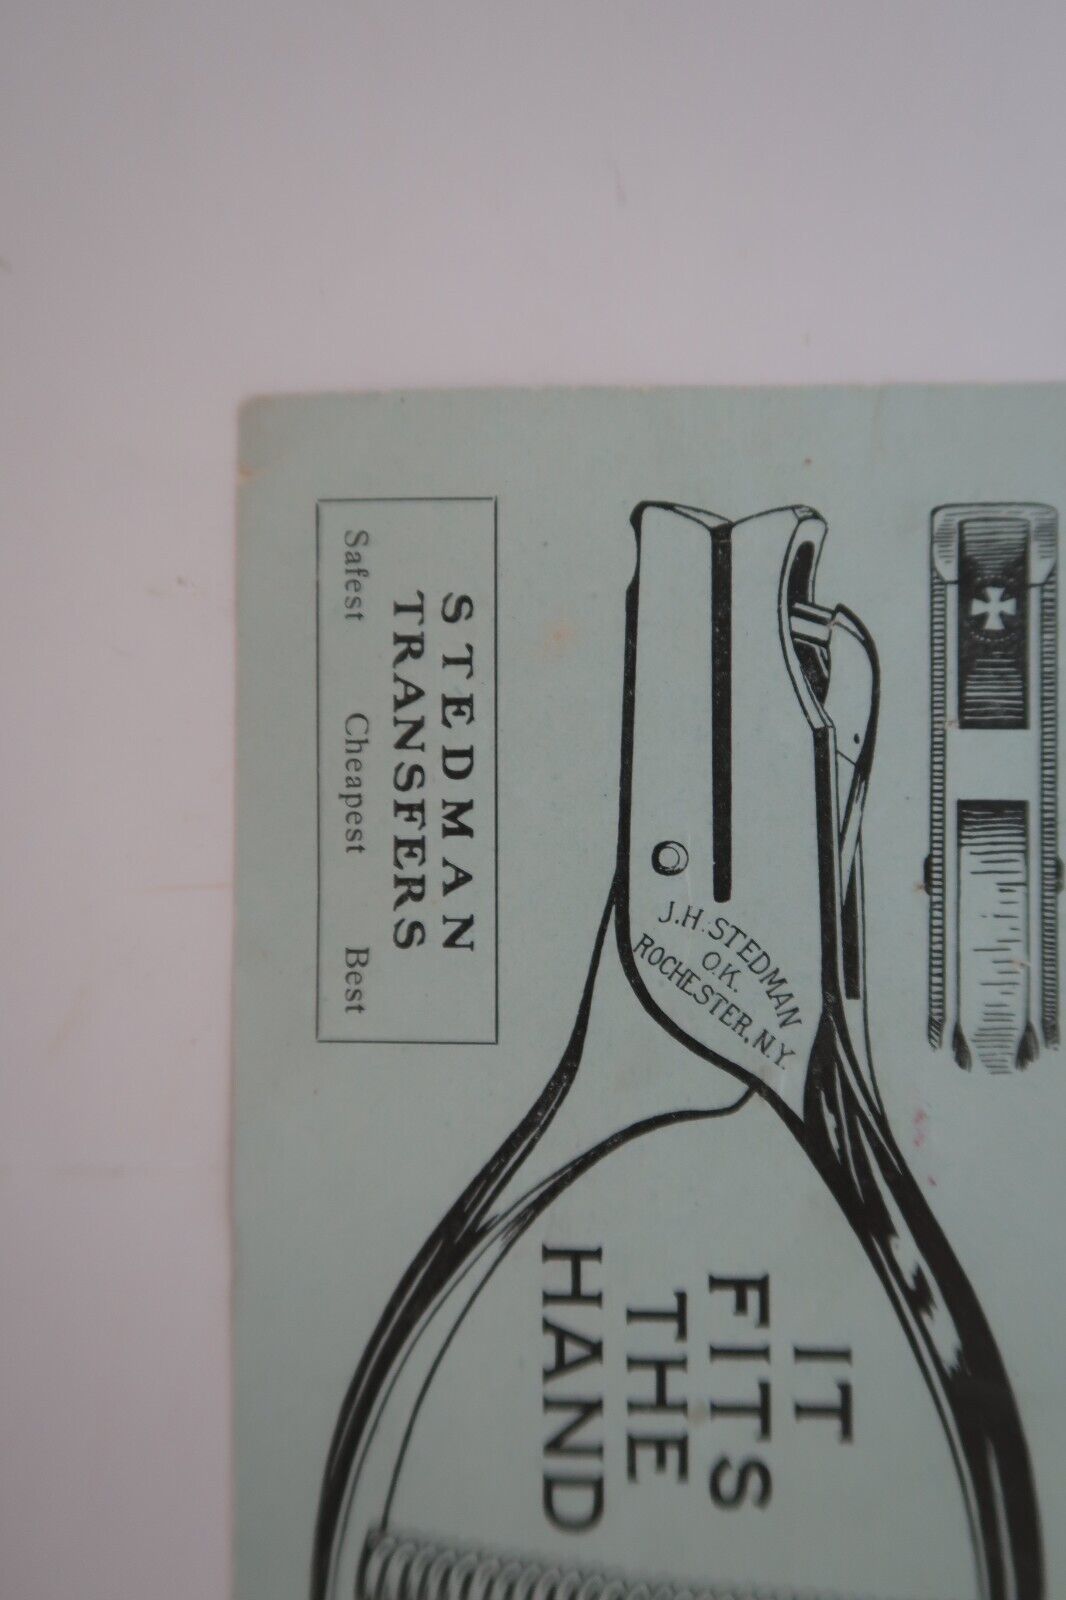 STEDMAN
TRANSFERS
Safest Cheapest Best
J.H. STEDMAN
O.K.
ROCHESTER, N.Y.
IT
FITS
THE
HAND